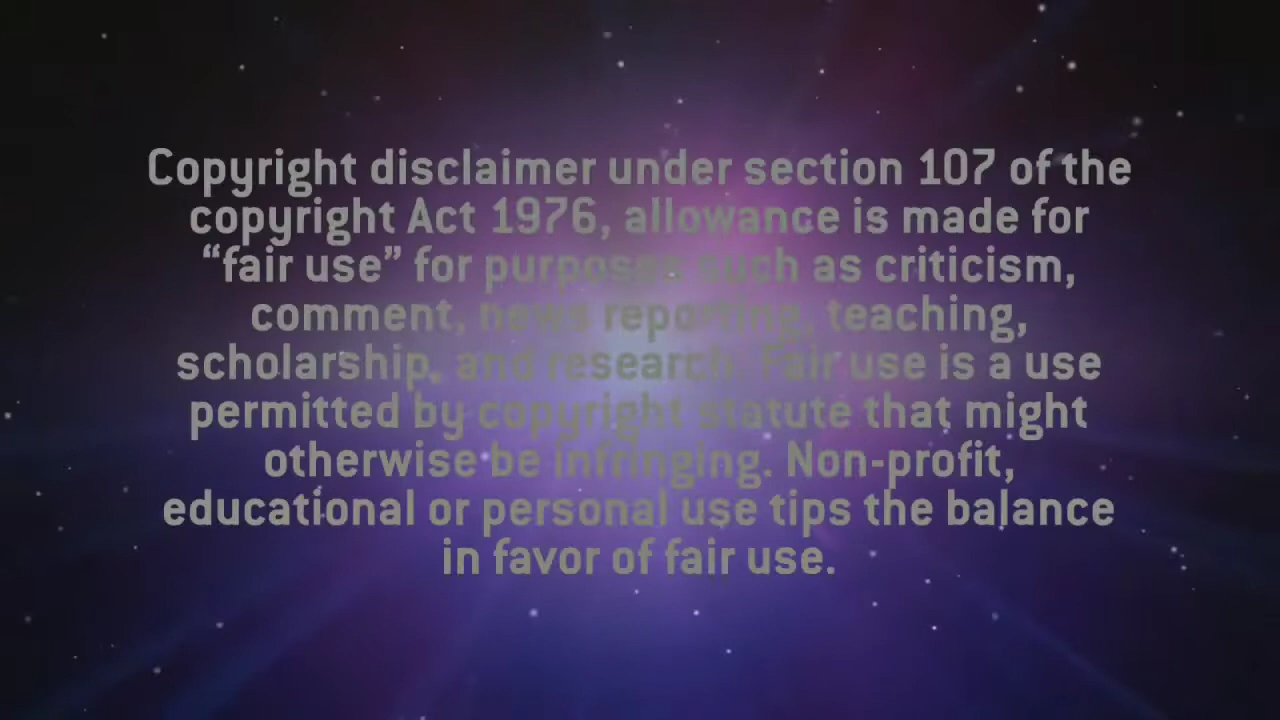 Copyright disclaimer under section 107 of the
copyright Act 1976, allowance is made for
“fair use” for purposes such as criticism,
comment, news reporting, teaching,
scholarship, and research. Fair use is a use
permitted by copyright statute that might
otherwise be infringing. Non-profit,
educational or personal use tips the balance
in favor of fair use.